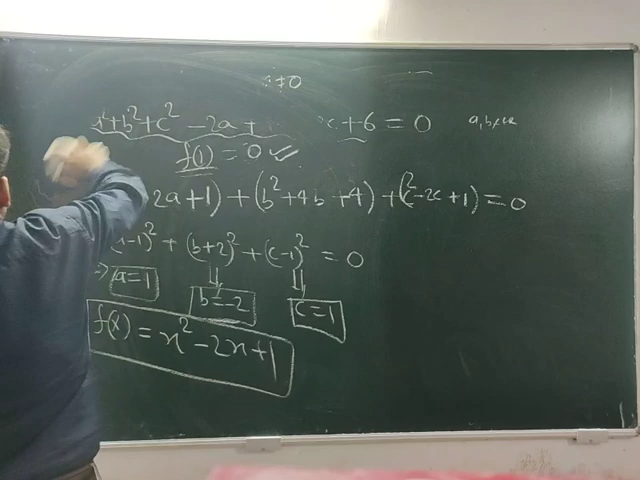 ≠0
a²+b²+c² -2a+ +6=0 a,b,c∈R
f(1)=0 ✓
2a+1)+(b²+4b+4)+(c²-2c+1)=0
-1)²+(b+2)²+(c-1)²=0
⇒ a=1 ⇓ b=-2 ⇓ c=1
f(x)=x²-2x+1